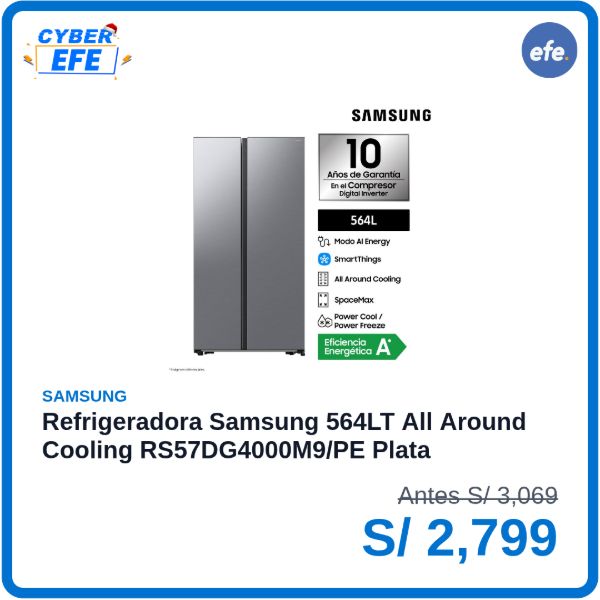 CYBER
EFE
efe.
SAMSUNG
10
Años de Garantía
En el Compresor
Digital Inverter
564L
Modo AI Energy
SmartThings
All Around Cooling
SpaceMax
Power Cool /
Power Freeze
Eficiencia
Energética A*
SAMSUNG
Refrigeradora Samsung 564LT All Around
Cooling RS57DG4000M9/PE Plata
Antes S/ 3,069
S/ 2,799